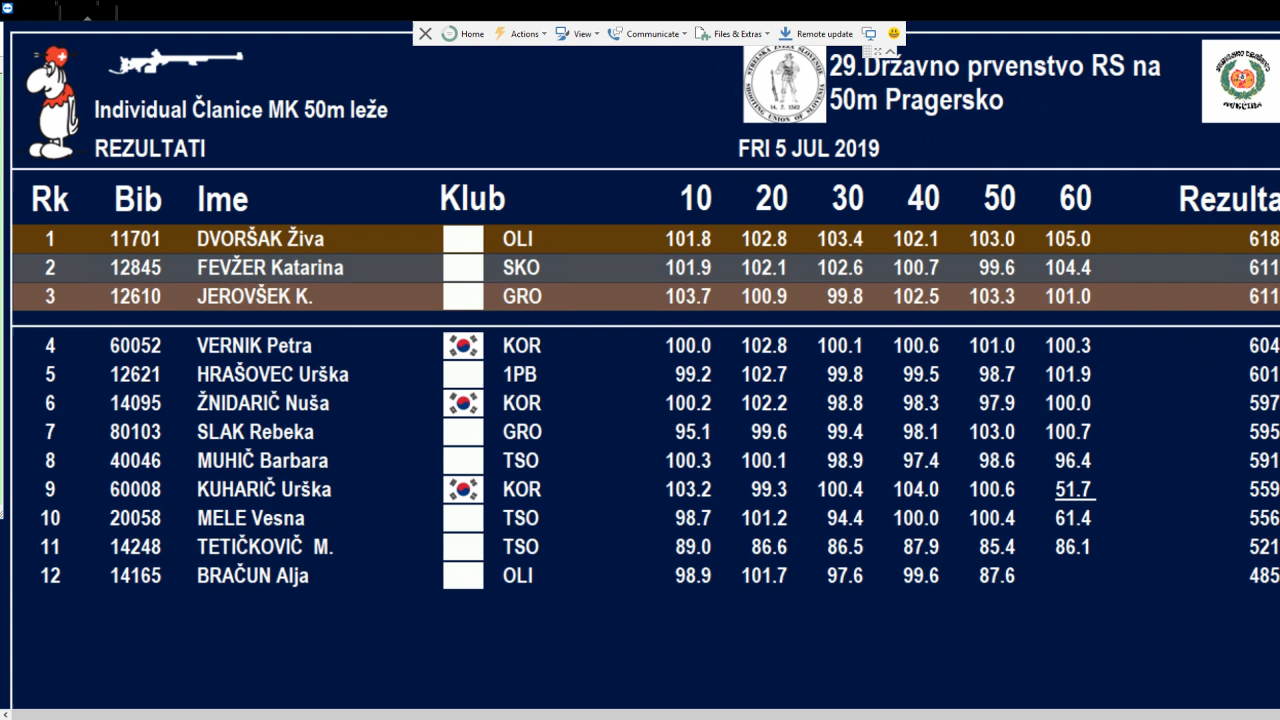 Home Actions View Communicate Files & Extras Remote update
29.Državno prvenstvo RS na
50m Pragersko
Individual Članice MK 50m leže
REZULTATI
FRI 5 JUL 2019
Rk Bib Ime Klub 10 20 30 40 50 60 Rezulta
1 11701 DVORŠAK Živa OLI 101.8 102.8 103.4 102.1 103.0 105.0 618
2 12845 FEVŽER Katarina SKO 101.9 102.1 102.6 100.7 99.6 104.4 611
3 12610 JEROVŠEK K. GRO 103.7 100.9 99.8 102.5 103.3 101.0 611
4 60052 VERNIK Petra KOR 100.0 102.8 100.1 100.6 101.0 100.3 604
5 12621 HRAŠOVEC Urška 1PB 99.2 102.7 99.8 99.5 98.7 101.9 601
6 14095 ŽNIDARIČ Nuša KOR 100.2 102.2 98.8 98.3 97.9 100.0 597
7 80103 SLAK Rebeka GRO 95.1 99.6 99.4 98.1 103.0 100.7 595
8 40046 MUHIČ Barbara TSO 100.3 100.1 98.9 97.4 98.6 96.4 591
9 60008 KUHARIČ Urška KOR 103.2 99.3 100.4 104.0 100.6 51.7 559
10 20058 MELE Vesna TSO 98.7 101.2 94.4 100.0 100.4 61.4 556
11 14248 TETIČKOVIČ M. TSO 89.0 86.6 86.5 87.9 85.4 86.1 521
12 14165 BRAČUN Alja OLI 98.9 101.7 97.6 99.6 87.6 485